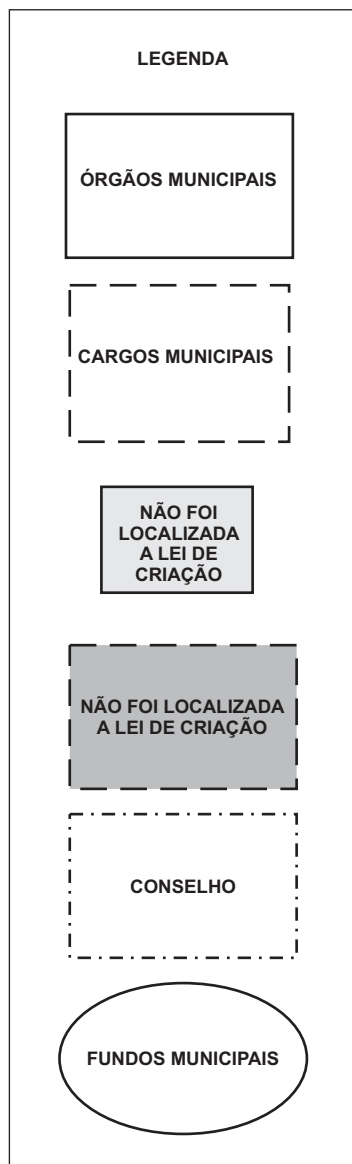 LEGENDA
ÓRGÃOS MUNICIPAIS
CARGOS MUNICIPAIS
NÃO FOI
LOCALIZADA
A LEI DE
CRIAÇÃO
NÃO FOI LOCALIZADA
A LEI DE CRIAÇÃO
CONSELHO
FUNDOS MUNICIPAIS